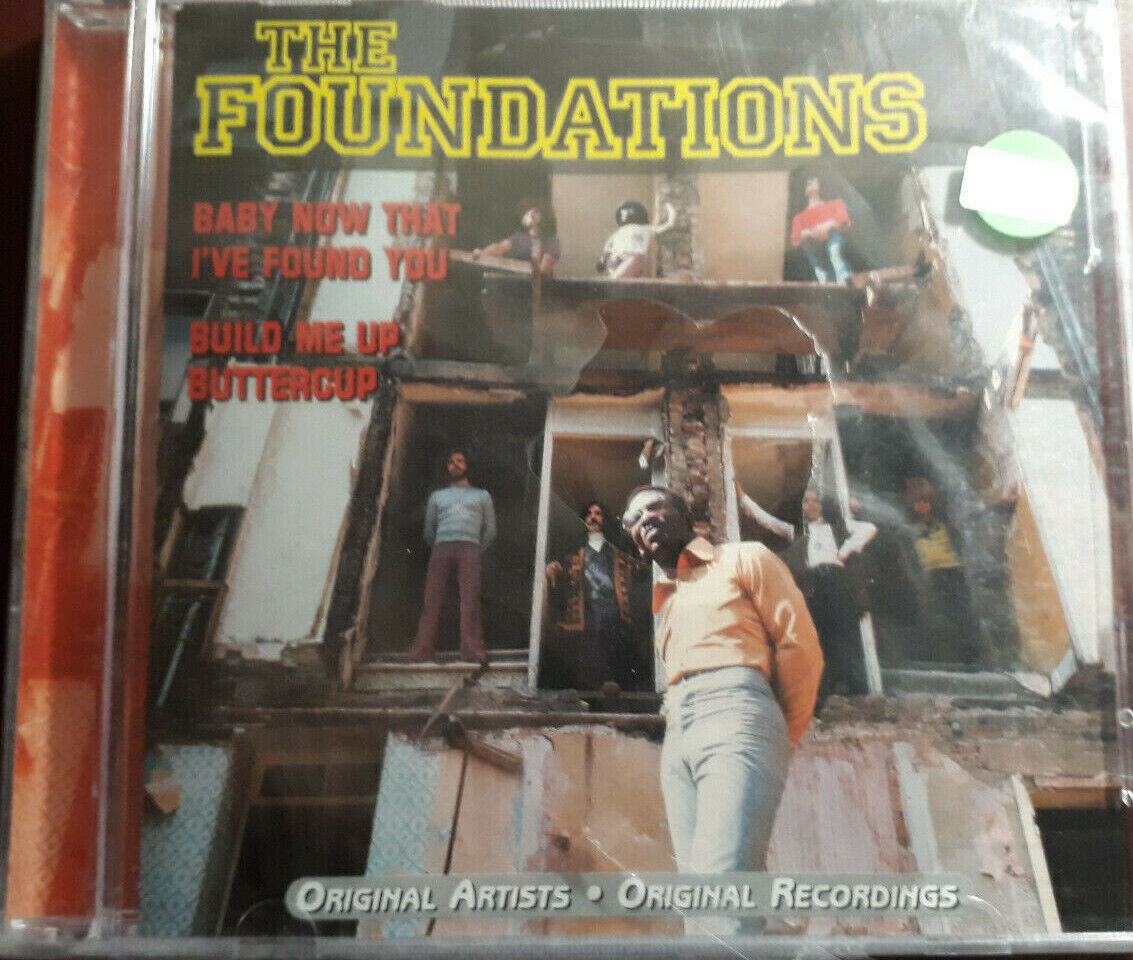 THE
FOUNDATIONS
BABY NOW THAT
I'VE FOUND YOU
BUILD ME UP
BUTTERCUP
ORIGINAL ARTISTS • ORIGINAL RECORDINGS